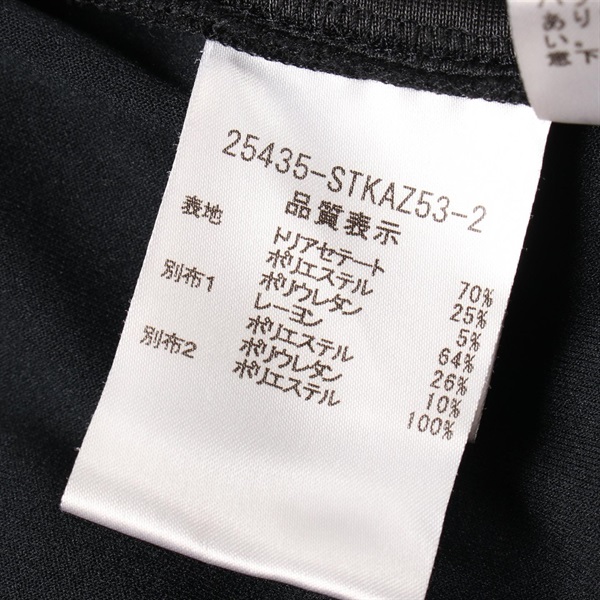 25435-STKAZ53-2
品質表示
表地 トリアセテート 70%
ポリエステル 25%
ポリウレタン 5%
別布1 レーヨン 64%
ポリエステル 26%
ポリウレタン 10%
別布2 ポリエステル 100%